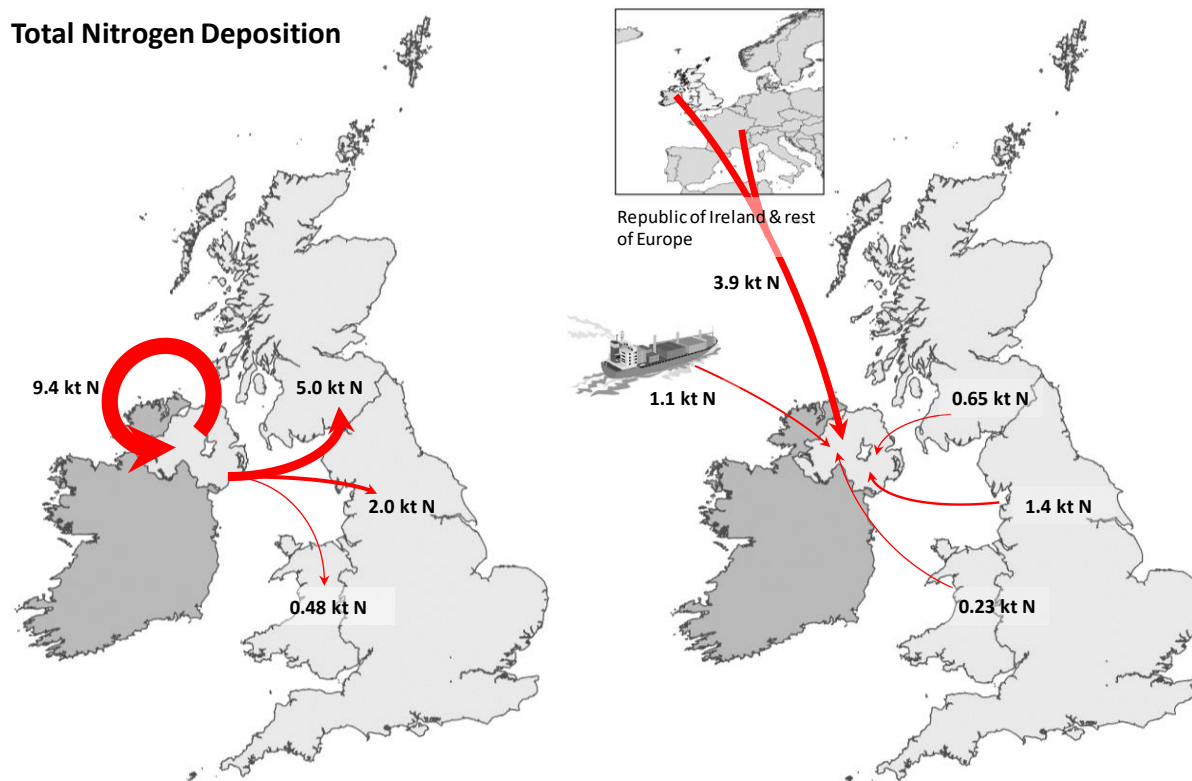 Total Nitrogen Deposition
9.4 kt N
5.0 kt N
2.0 kt N
0.48 kt N
Republic of Ireland & rest
of Europe
3.9 kt N
1.1 kt N
0.65 kt N
1.4 kt N
0.23 kt N